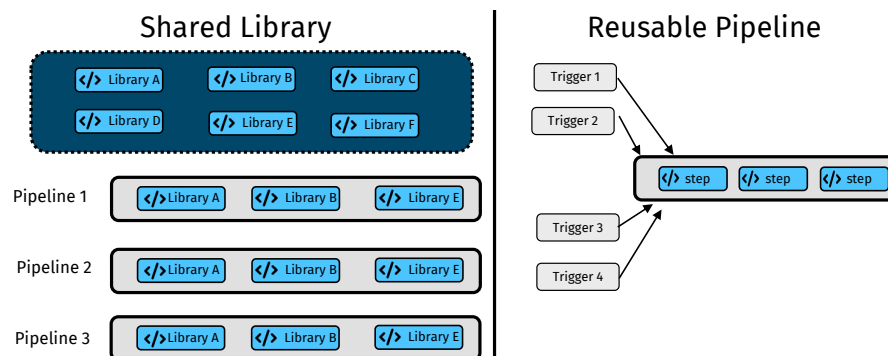 Shared Library
</> Library A
</> Library B
</> Library C
</> Library D
</> Library E
</> Library F
Pipeline 1
</> Library A
</> Library B
</> Library E
Pipeline 2
</> Library A
</> Library B
</> Library E
Pipeline 3
</> Library A
</> Library B
</> Library E
Reusable Pipeline
Trigger 1
Trigger 2
</> step
</> step
</> step
Trigger 3
Trigger 4